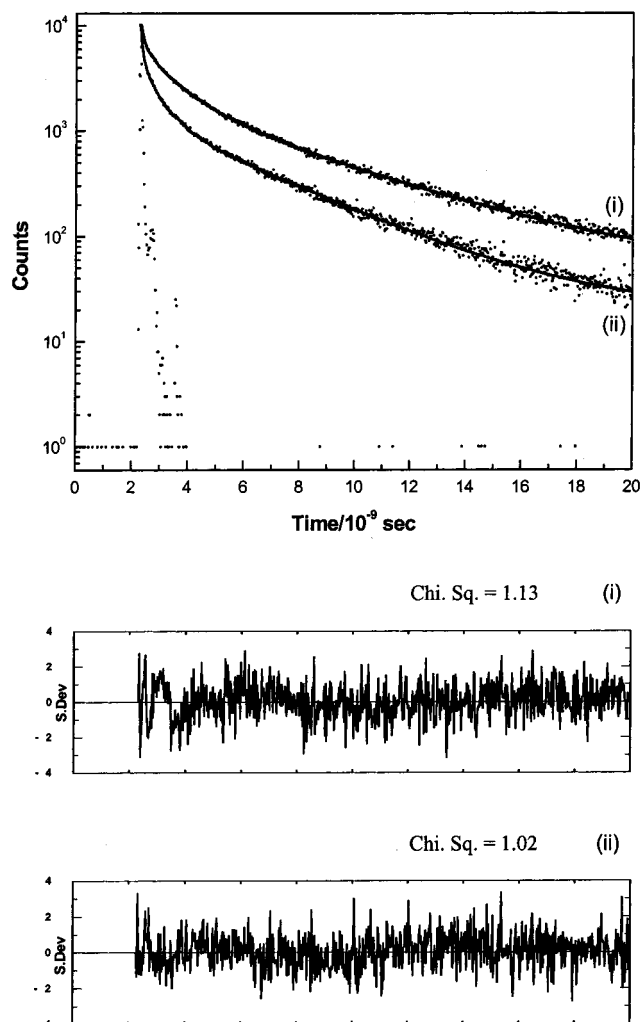 10⁴
10³
Counts
10²
10¹
10⁰
(i)
(ii)
0 2 4 6 8 10 12 14 16 18 20
Time/10⁻⁹ sec
Chi. Sq. = 1.13 (i)
4
2
0
- 2
- 4
S.Dev
Chi. Sq. = 1.02 (ii)
4
2
0
- 2
S.Dev